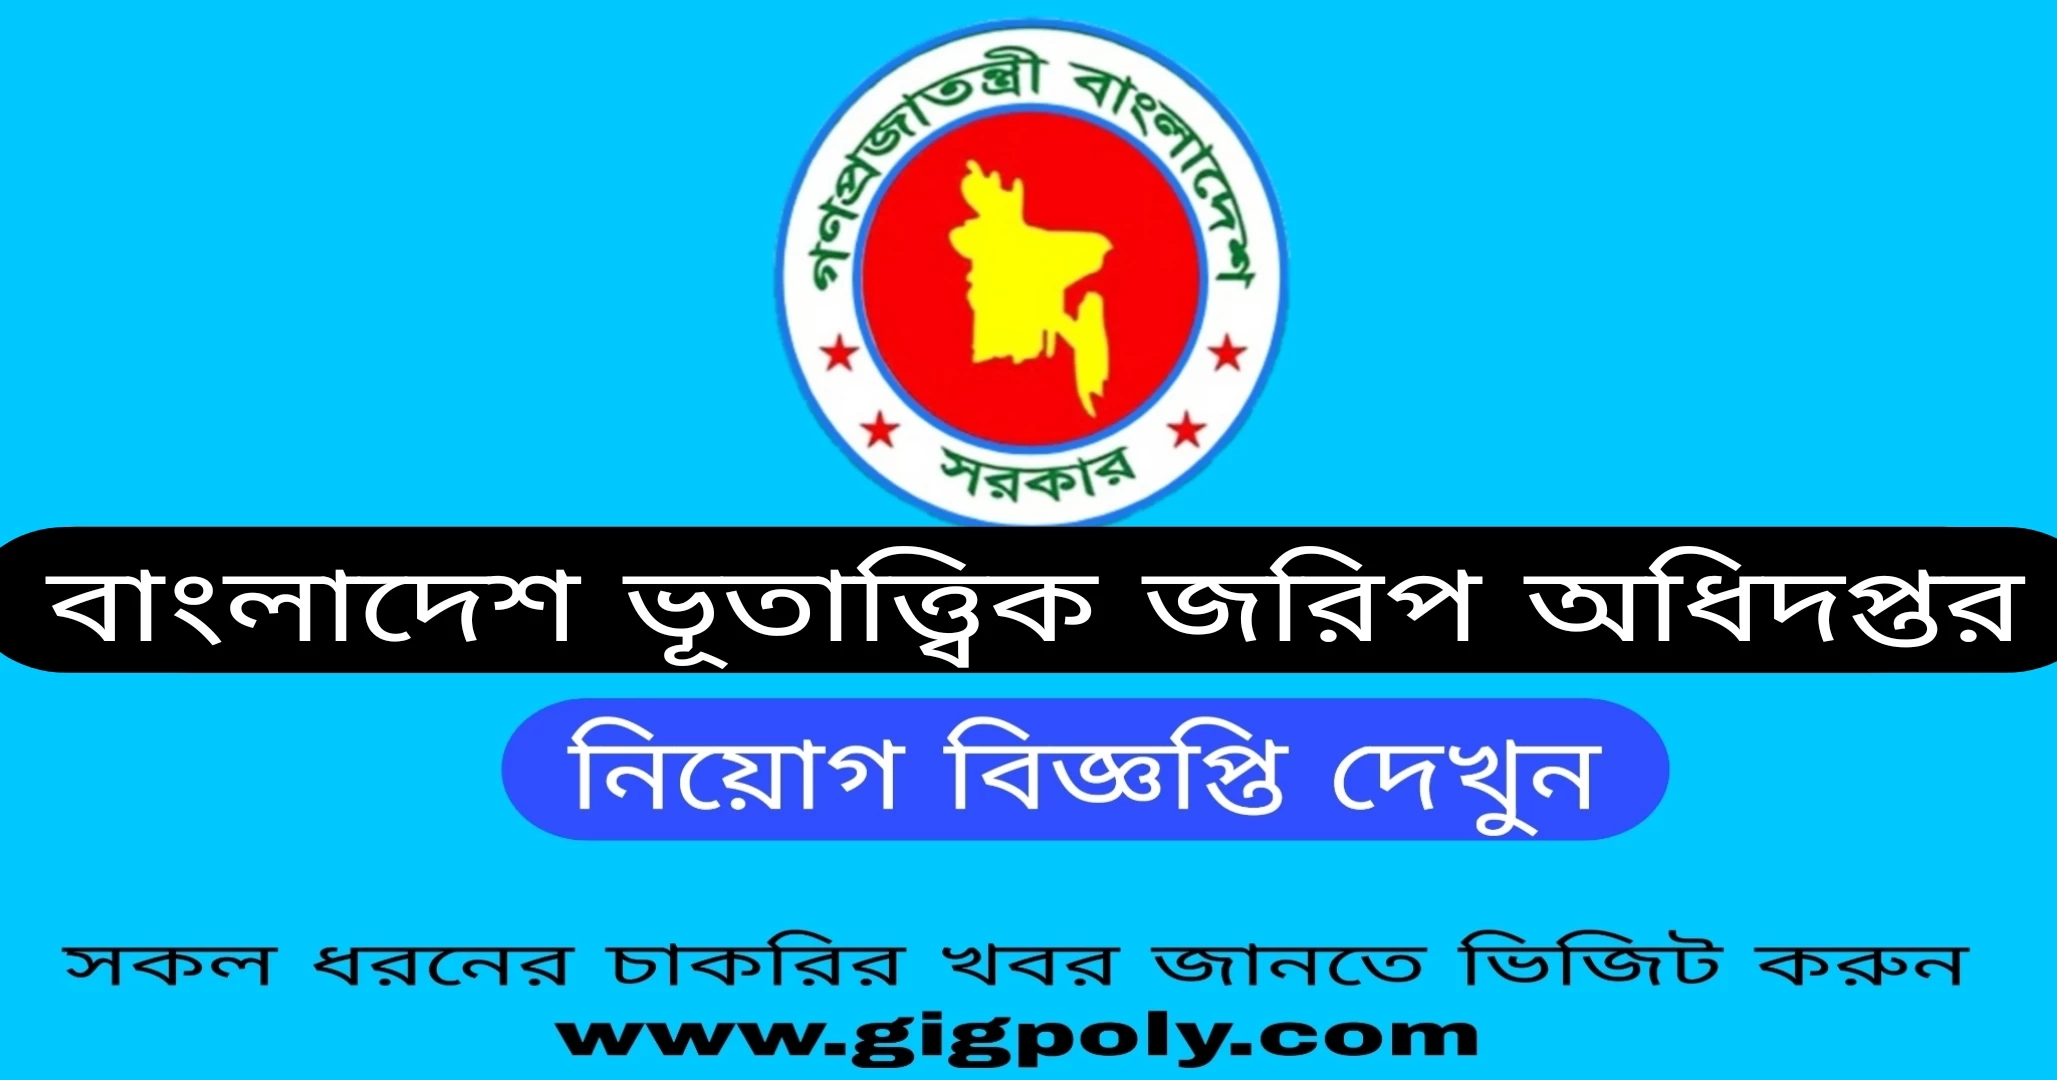 গণপ্রজাতন্ত্রী বাংলাদেশ
সরকার
বাংলাদেশ ভূতাত্ত্বিক জরিপ অধিদপ্তর
নিয়োগ বিজ্ঞপ্তি দেখুন
সকল ধরনের চাকরির খবর জানতে ভিজিট করুন
www.gigpoly.com